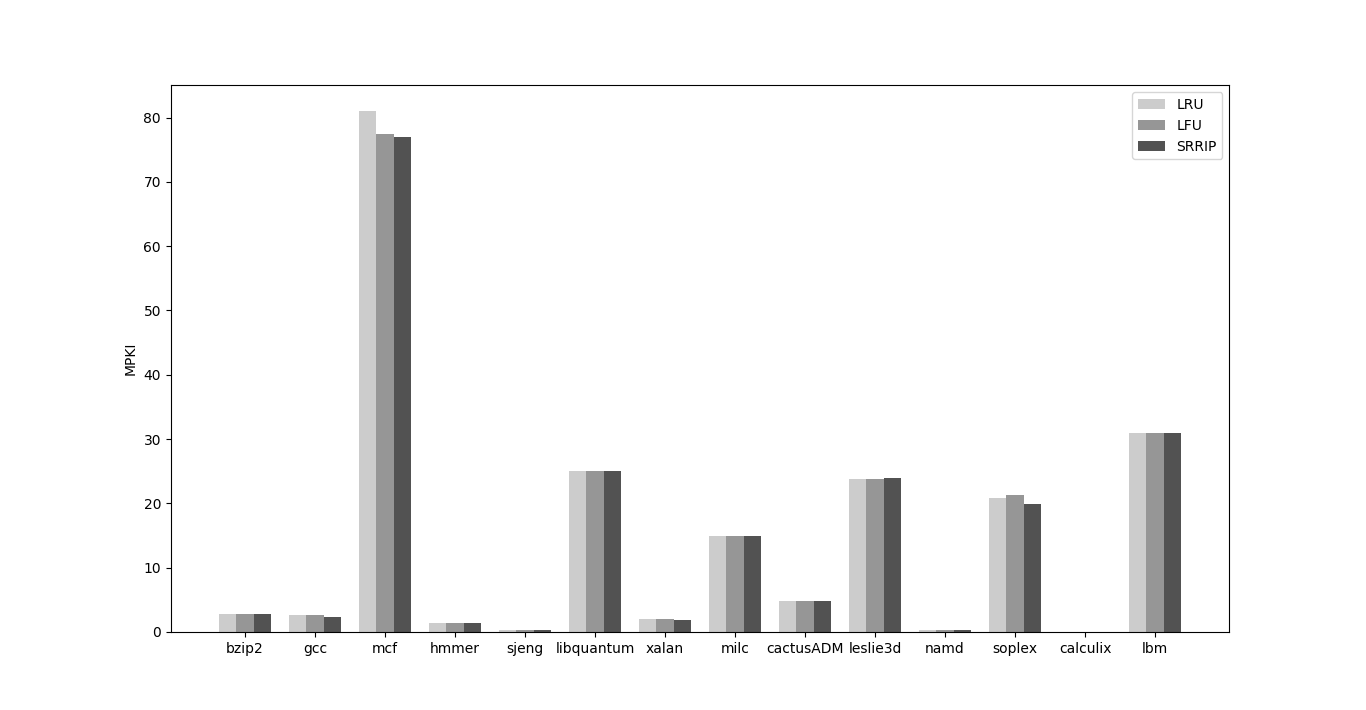 LRU
LFU
SRRIP
MPKI
80
70
60
50
40
30
20
10
0
bzip2 gcc mcf hmmer sjeng libquantum xalan milc cactusADM leslie3d namd soplex calculix lbm